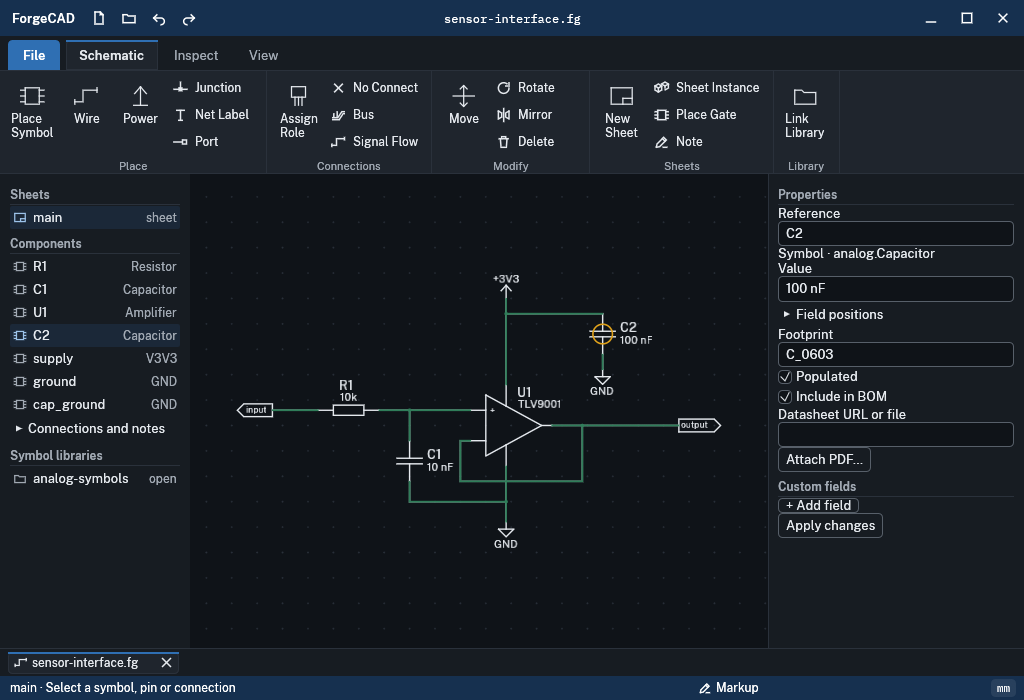 ForgeCAD
sensor-interface.fg
File Schematic Inspect View
Place Symbol
Wire
Power
Junction
Net Label
Port
Place
Assign Role
No Connect
Bus
Signal Flow
Connections
Move
Rotate
Mirror
Delete
Modify
New Sheet
Sheet Instance
Place Gate
Note
Sheets
Link Library
Library
Sheets
main sheet
Components
R1 Resistor
C1 Capacitor
U1 Amplifier
C2 Capacitor
supply V3V3
ground GND
cap_ground GND
Connections and notes
Symbol libraries
analog-symbols open
+3V3
C2
100 nF
GND
R1
10k
U1
TLV9001
input
+
output
C1
10 nF
GND
Properties
Reference
C2
Symbol · analog.Capacitor
Value
100 nF
Field positions
Footprint
C_0603
Populated
Include in BOM
Datasheet URL or file
Attach PDF...
Custom fields
+ Add field
Apply changes
sensor-interface.fg
main · Select a symbol, pin or connection
Markup
mm